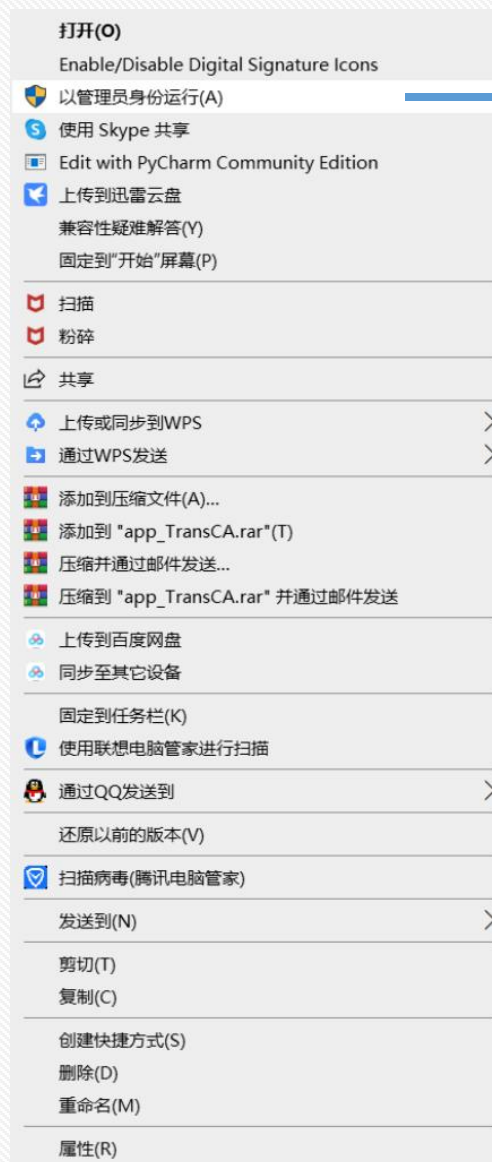 打开(O)
Enable/Disable Digital Signature Icons
以管理员身份运行(A)
使用 Skype 共享
Edit with PyCharm Community Edition
上传到迅雷云盘
兼容性疑难解答(Y)
固定到"开始"屏幕(P)
扫描
粉碎
共享
上传或同步到WPS
通过WPS发送
添加到压缩文件(A)...
添加到 "app_TransCA.rar"(T)
压缩并通过邮件发送...
压缩到 "app_TransCA.rar" 并通过邮件发送
上传到百度网盘
同步至其它设备
固定到任务栏(K)
使用联想电脑管家进行扫描
通过QQ发送到
还原以前的版本(V)
扫描病毒(腾讯电脑管家)
发送到(N)
剪切(T)
复制(C)
创建快捷方式(S)
删除(D)
重命名(M)
属性(R)